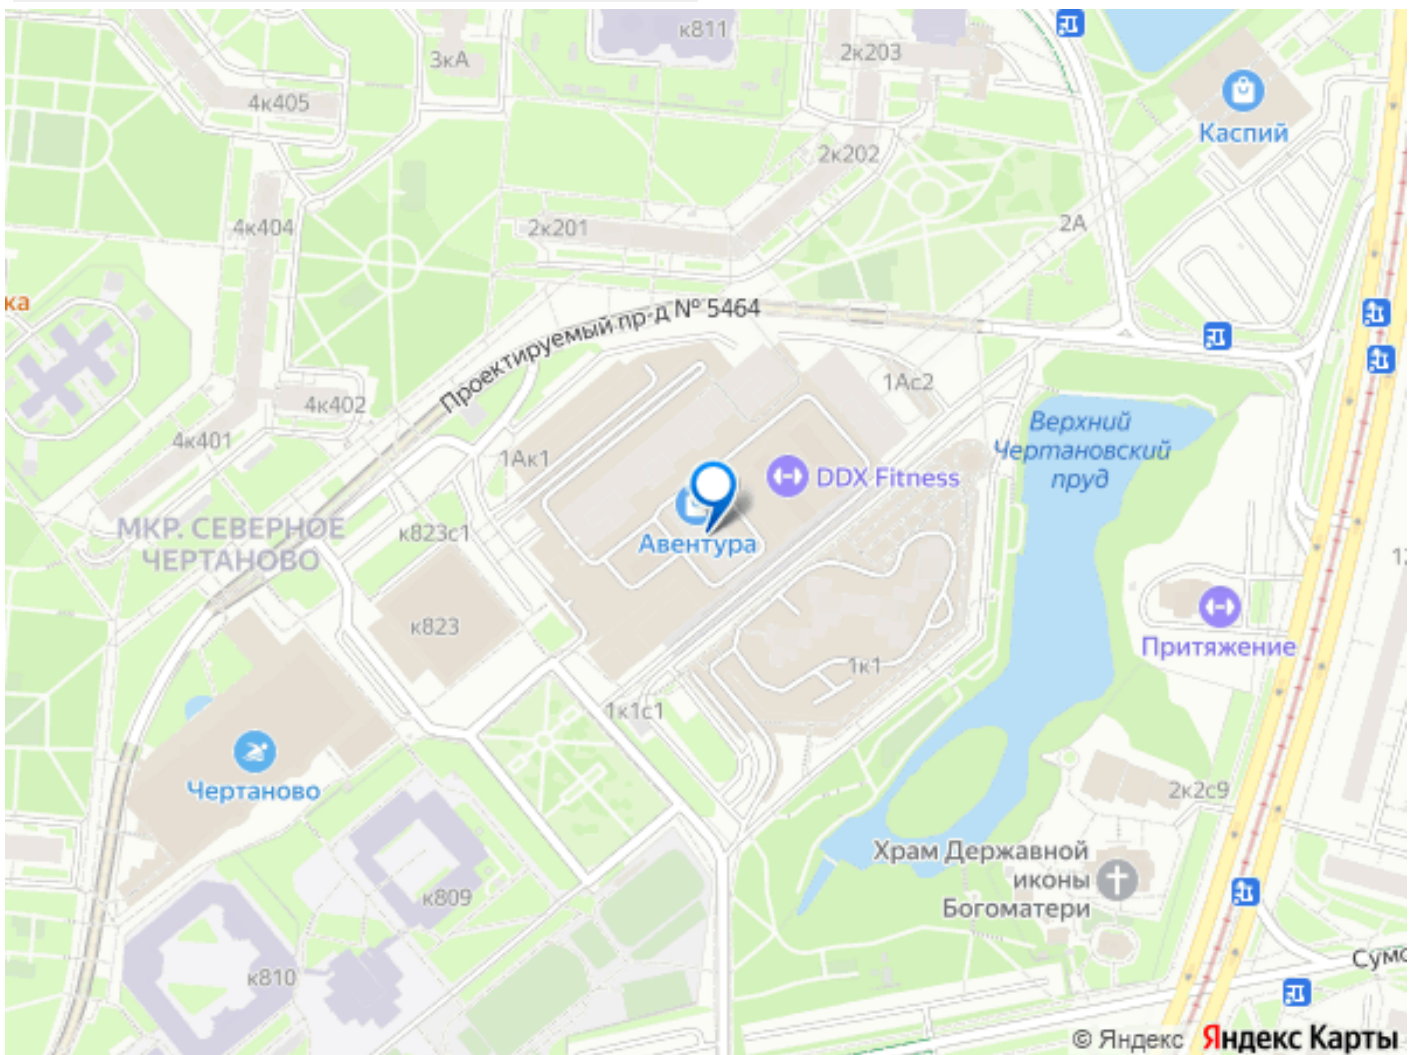 к811
3кА
2к203
4к405
Каспий
2к202
4к404
2к201
2А
ка
Проектируемый пр-д № 5464
1Ас2
4к402
Верхний
Чертановский
пруд
4к401
1Ак1
DDX Fitness
МКР. СЕВЕРНОЕ
ЧЕРТАНОВО
к823с1
Авентура
12
к823
Притяжение
1к1
1к1с1
Чертаново
2к2с9
Храм Державной
иконы
Богоматери
к809
к810
Сумс
© Яндекс Яндекс Карты